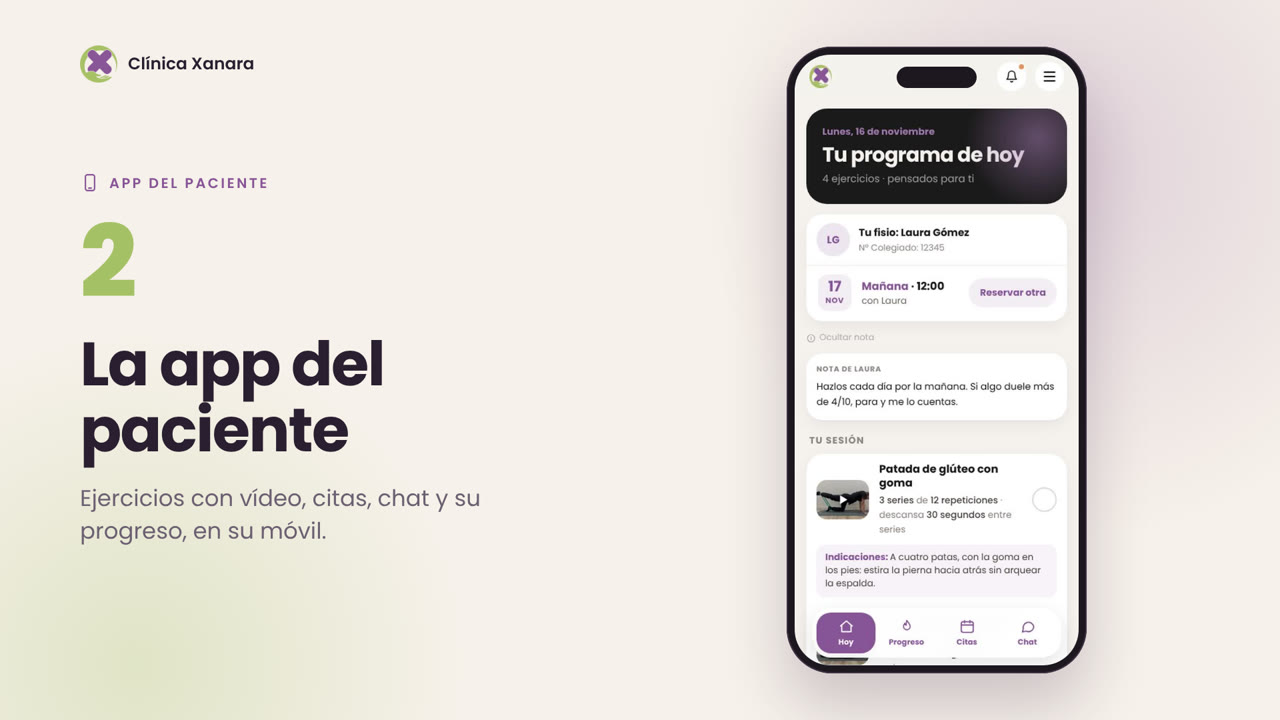 Clínica Xanara
APP DEL PACIENTE
2
La app del
paciente
Ejercicios con vídeo, citas, chat y su
progreso, en su móvil.
Lunes, 16 de noviembre
Tu programa de hoy
4 ejercicios · pensados para ti
LG
Tu fisio: Laura Gómez
Nº Colegiado: 12345
17
NOV
Mañana · 12:00
con Laura
Reservar otra
Ocultar nota
NOTA DE LAURA
Hazlos cada día por la mañana. Si algo duele más
de 4/10, para y me lo cuentas.
TU SESIÓN
Patada de glúteo con
goma
3 series de 12 repeticiones ·
descansa 30 segundos entre
series
Indicaciones: A cuatro patas, con la goma en
los pies: estira la pierna hacia atrás sin arquear
la espalda.
Hoy
Progreso
Citas
Chat